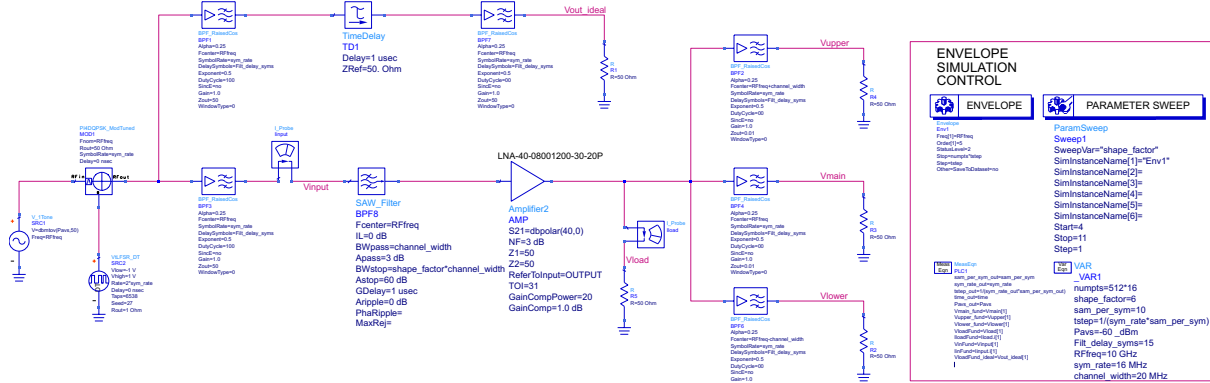 BPF_RaisedCos
BPF1
Alpha=0.25
Fcenter=RFfreq
SymbolRate=sym_rate
DelaySymbols=Filt_delay_syms
Exponent=0.5
DutyCycle=100
SincE=no
Gain=1.0
Zout=50
WindowType=0
TimeDelay
TD1
Delay=1 usec
ZRef=50. Ohm
BPF_RaisedCos
BPF7
Alpha=0.25
Fcenter=RFfreq
SymbolRate=sym_rate
DelaySymbols=Filt_delay_syms
Exponent=0.5
DutyCycle=00
SincE=no
Gain=1.0
Zout=50
WindowType=0
Vout_ideal
R
R1
R=50 Ohm
BPF_RaisedCos
BPF2
Alpha=0.25
Fcenter=RFfreq+channel_width
SymbolRate=sym_rate
DelaySymbols=Filt_delay_syms
Exponent=0.5
DutyCycle=00
SincE=no
Gain=1.0
Zout=0.01
WindowType=0
Vupper
R
R4
R=50 Ohm
PI4DQPSK_ModTuned
MOD1
Fnom=RFfreq
Rout=50 Ohm
SymbolRate=sym_rate
Delay=0 nsec
RFin
RFout
V_1Tone
SRC1
V=dbmtov(Pavs,50)
Freq=RFfreq
VtLFSR_DT
SRC2
Vlow=-1 V
Vhigh=1 V
Rate=2*sym_rate
Delay=0 nsec
Taps=6538
Seed=27
Rout=1 Ohm
BPF_RaisedCos
BPF3
Alpha=0.25
Fcenter=RFfreq
SymbolRate=sym_rate
DelaySymbols=Filt_delay_syms
Exponent=0.5
DutyCycle=100
SincE=no
Gain=1.0
Zout=50
WindowType=0
I_Probe
Iinput
Vinput
SAW_Filter
BPF8
Fcenter=RFfreq
IL=0 dB
BWpass=channel_width
Apass=3 dB
BWstop=shape_factor*channel_width
Astop=60 dB
GDelay=1 usec
Aripple=0 dB
PhaRipple=
MaxRej=
LNA-40-08001200-30-20P
Amplifier2
AMP
S21=dbpolar(40,0)
NF=3 dB
Z1=50
Z2=50
ReferToInput=OUTPUT
TOI=31
GainCompPower=20
GainComp=1.0 dB
I_Probe
Iload
Vload
R
R5
R=50 Ohm
BPF_RaisedCos
BPF4
Alpha=0.25
Fcenter=RFfreq
SymbolRate=sym_rate
DelaySymbols=Filt_delay_syms
Exponent=0.5
DutyCycle=00
SincE=no
Gain=1.0
Zout=0.01
WindowType=0
Vmain
R
R3
R=50 Ohm
BPF_RaisedCos
BPF6
Alpha=0.25
Fcenter=RFfreq-channel_width
SymbolRate=sym_rate
DelaySymbols=Filt_delay_syms
Exponent=0.5
DutyCycle=00
SincE=no
Gain=1.0
Vlower
R
R2
R=50 Ohm
ENVELOPE
SIMULATION
CONTROL
ENVELOPE
Envelope
Env1
Freq[1]=RFfreq
Order[1]=5
StatusLevel=2
Stop=numpts*tstep
Step=tstep
Other=SaveToDataset=no
PARAMETER SWEEP
ParamSweep
Sweep1
SweepVar="shape_factor"
SimInstanceName[1]="Env1"
SimInstanceName[2]=
SimInstanceName[3]=
SimInstanceName[4]=
SimInstanceName[5]=
SimInstanceName[6]=
Start=4
Stop=11
Step=1
Meas
Eqn
MeasEqn
PLC1
sam_per_sym_out=sam_per_sym
sym_rate_out=sym_rate
tstep_out=1/(sym_rate_out*sam_per_sym_out)
time_out=time
Pavs_out=Pavs
Vmain_fund=Vmain[1]
Vupper_fund=Vupper[1]
Vlower_fund=Vlower[1]
VloadFund=Vload[1]
IloadFund=Iload.i[1]
VinFund=Vinput[1]
IinFund=Iinput.i[1]
VloadFund_ideal=Vout_ideal[1]
Var
Eqn
VAR
_VAR1
numpts=512*16
shape_factor=6
sam_per_sym=10
tstep=1/(sym_rate*sam_per_sym)
Pavs=-60 _dBm
Filt_delay_syms=15
RFfreq=10 GHz
sym_rate=16 MHz
channel_width=20 MHz